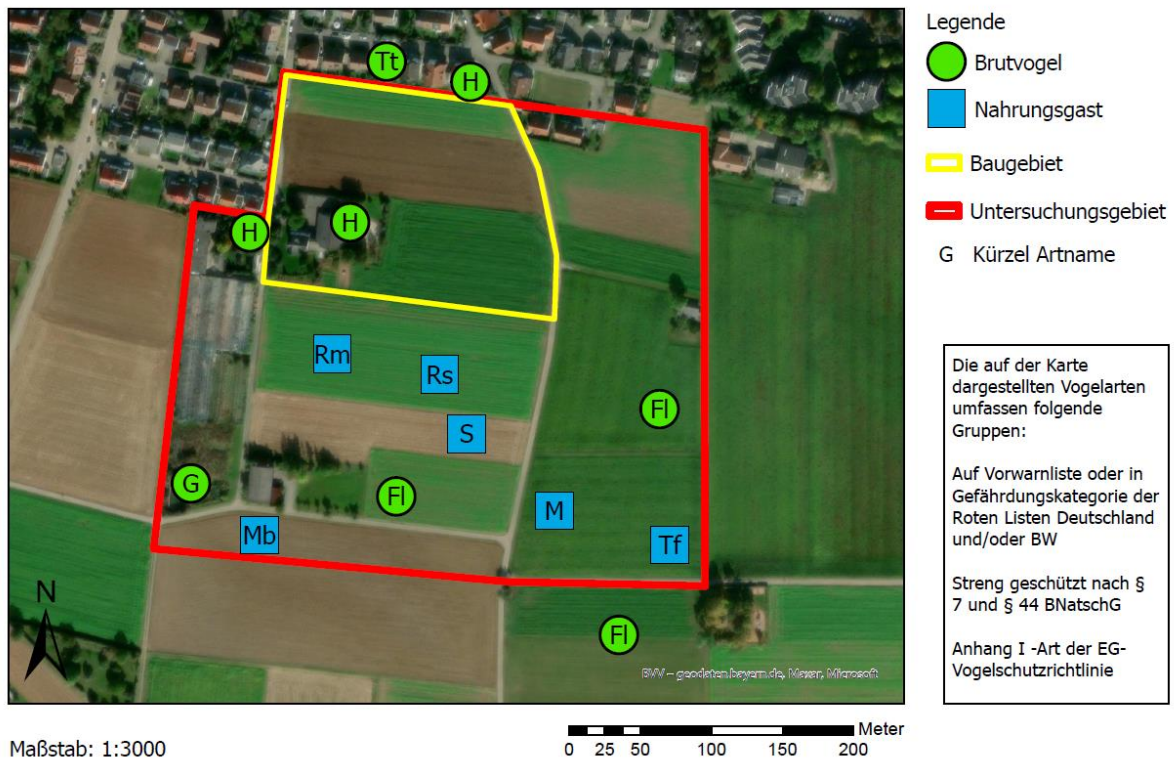 Tt
H
H
H
Rm
Rs
Fl
S
G
Fl
M
Mb
Tf
Fl
N
BVV – geodaten.bayern.de, Maxar, Microsoft
Maßstab: 1:3000
Meter
0 25 50 100 150 200
Legende
Brutvogel
Nahrungsgast
Baugebiet
Untersuchungsgebiet
G Kürzel Artname
Die auf der Karte
dargestellten Vogelarten
umfassen folgende
Gruppen:
Auf Vorwarnliste oder in
Gefährdungskategorie der
Roten Listen Deutschland
und/oder BW
Streng geschützt nach §
7 und § 44 BNatschG
Anhang I -Art der EG-
Vogelschutzrichtlinie